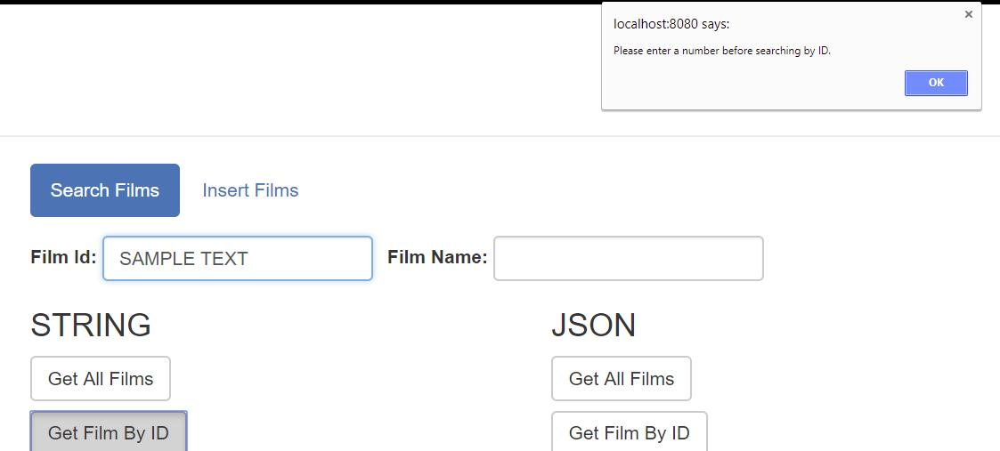 localhost:8080 says:
Please enter a number before searching by ID.
OK
Search Films Insert Films
Film Id: SAMPLE TEXT Film Name:
STRING JSON
Get All Films Get All Films
Get Film By ID Get Film By ID